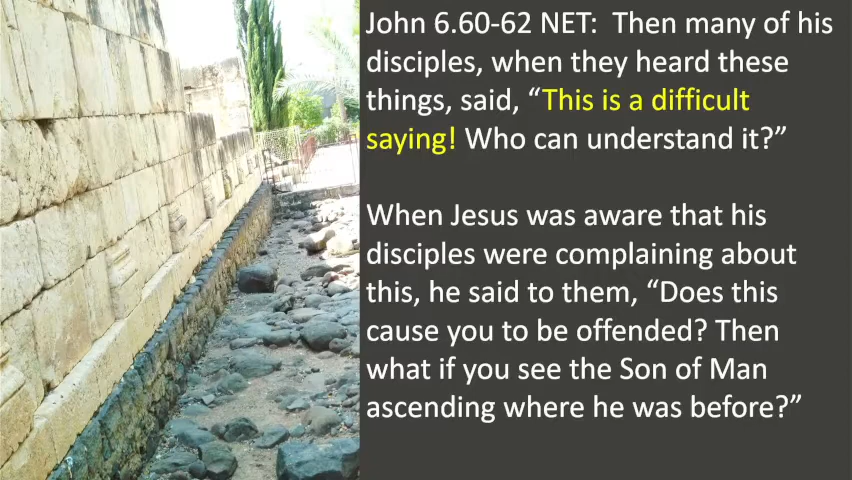 John 6.60-62 NET:  Then many of his
disciples, when they heard these
things, said, “This is a difficult
saying! Who can understand it?”
When Jesus was aware that his
disciples were complaining about
this, he said to them, “Does this
cause you to be offended? Then
what if you see the Son of Man
ascending where he was before?”